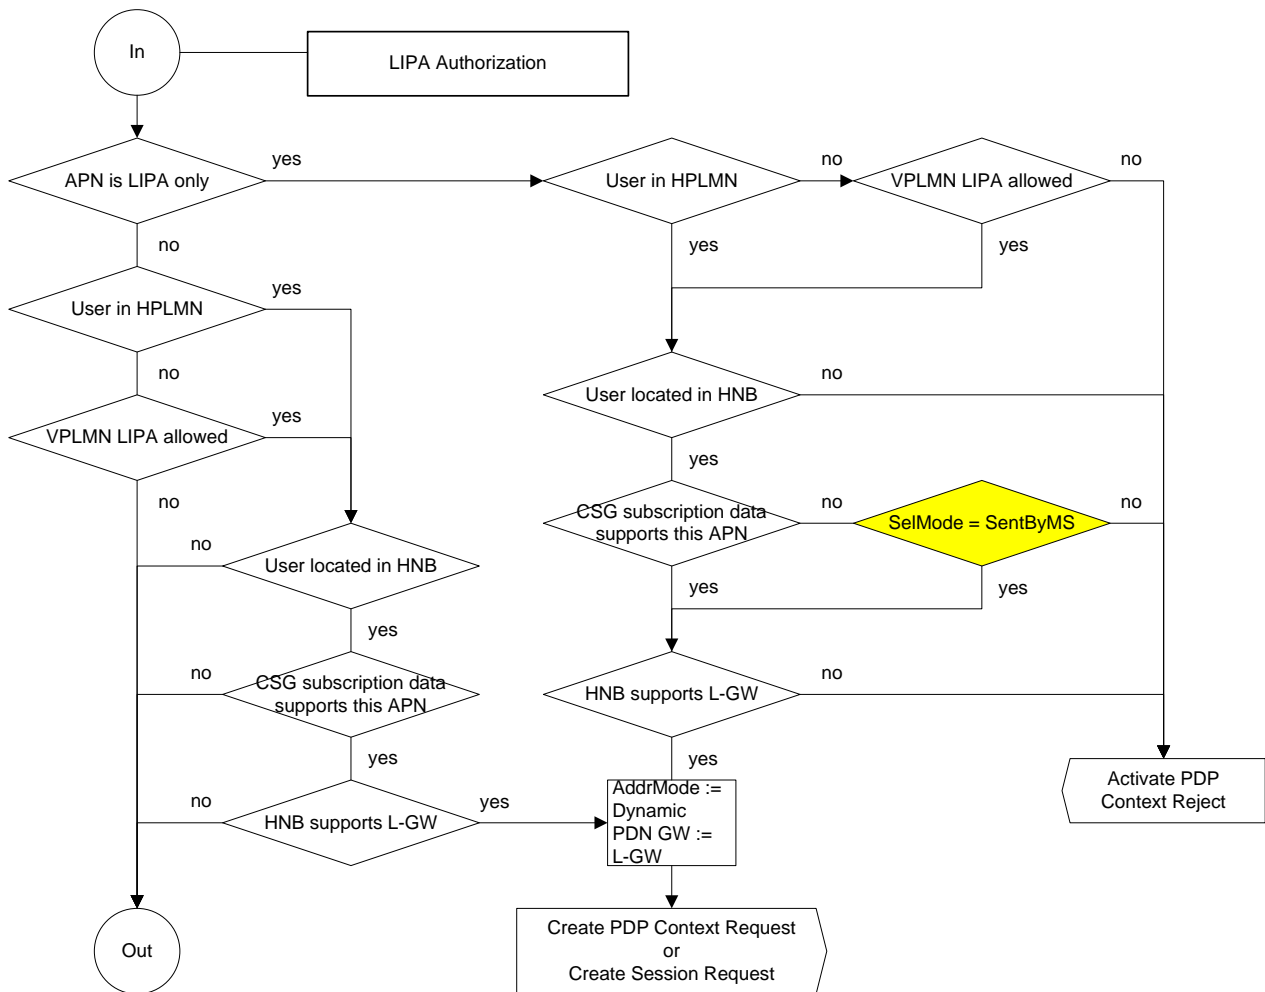 In
LIPA Authorization
yes
no
no
APN is LIPA only
User in HPLMN
VPLMN LIPA allowed
no
yes
yes
yes
User in HPLMN
no
no
User located in HNB
yes
VPLMN LIPA allowed
yes
no
no
no
CSG subscription data
supports this APN
SelMode = SentByMS
no
User located in HNB
yes
yes
yes
no
no
CSG subscription data
supports this APN
HNB supports L-GW
yes
yes
Activate PDP
Context Reject
no
yes
HNB supports L-GW
AddrMode :=
Dynamic
PDN GW :=
L-GW
Out
Create PDP Context Request
or
Create Session Request